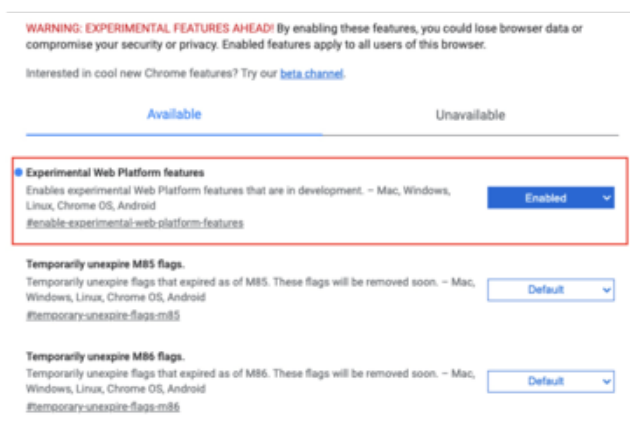 WARNING: EXPERIMENTAL FEATURES AHEAD! By enabling these features, you could lose browser data or
compromise your security or privacy. Enabled features apply to all users of this browser.
Interested in cool new Chrome features? Try our beta channel.
Available
Unavailable
Experimental Web Platform features
Enables experimental Web Platform features that are in development. – Mac, Windows,
Linux, Chrome OS, Android
#enable-experimental-web-platform-features
Enabled
Temporarily unexpire M85 flags.
Temporarily unexpire flags that expired as of M85. These flags will be removed soon. – Mac,
Windows, Linux, Chrome OS, Android
#temporary-unexpire-flags-m85
Default
Temporarily unexpire M86 flags.
Temporarily unexpire flags that expired as of M86. These flags will be removed soon. – Mac,
Windows, Linux, Chrome OS, Android
#temporary-unexpire-flags-m86
Default